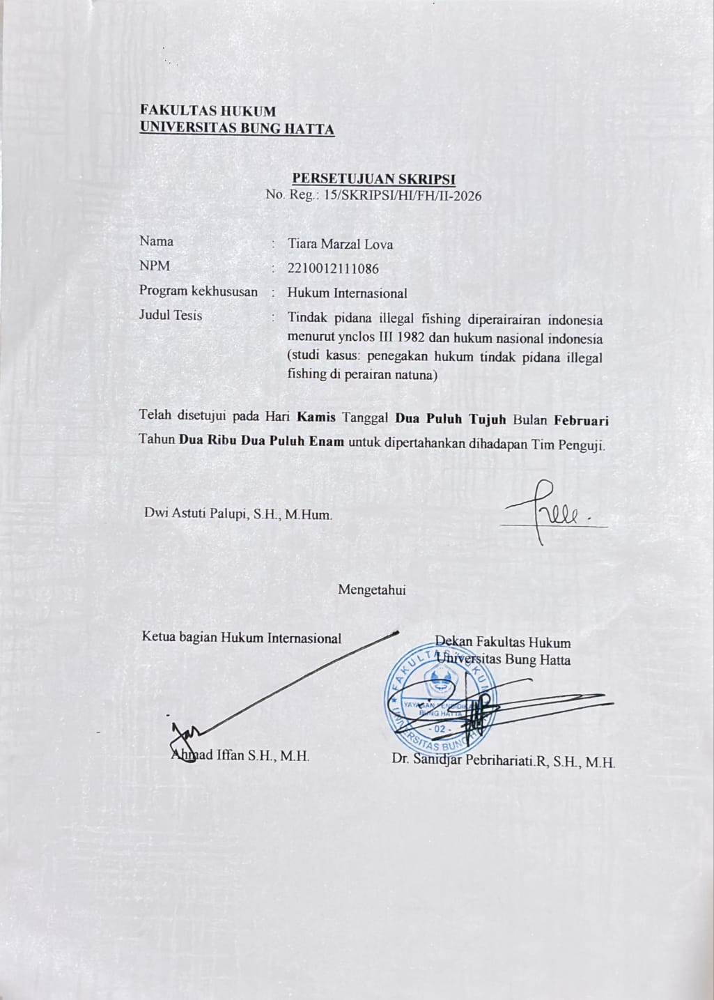 FAKULTAS HUKUM
UNIVERSITAS BUNG HATTA
PERSETUJUAN SKRIPSI
No. Reg.: 15/SKRIPSI/HI/FH/II-2026
Nama : Tiara Marzal Lova
NPM : 2210012111086
Program kekhususan : Hukum Internasional
Judul Tesis : Tindak pidana illegal fishing diperairairan indonesia
menurut ynclos III 1982 dan hukum nasional indonesia
(studi kasus: penegakan hukum tindak pidana illegal
fishing di perairan natuna)
Telah disetujui pada Hari Kamis Tanggal Dua Puluh Tujuh Bulan Februari
Tahun Dua Ribu Dua Puluh Enam untuk dipertahankan dihadapan Tim Penguji.
Dwi Astuti Palupi, S.H., M.Hum.
Mengetahui
Ketua bagian Hukum Internasional
Dekan Fakultas Hukum
Universitas Bung Hatta
FAKULTAS HUKUM
YAYASAN PENDIDIKAN
BUNG HATTA
- 02 -
UNIVERSITAS BUNG HATTA
Ahmad Iffan S.H., M.H.
Dr. Sanidjar Pebrihariati.R, S.H., M.H.